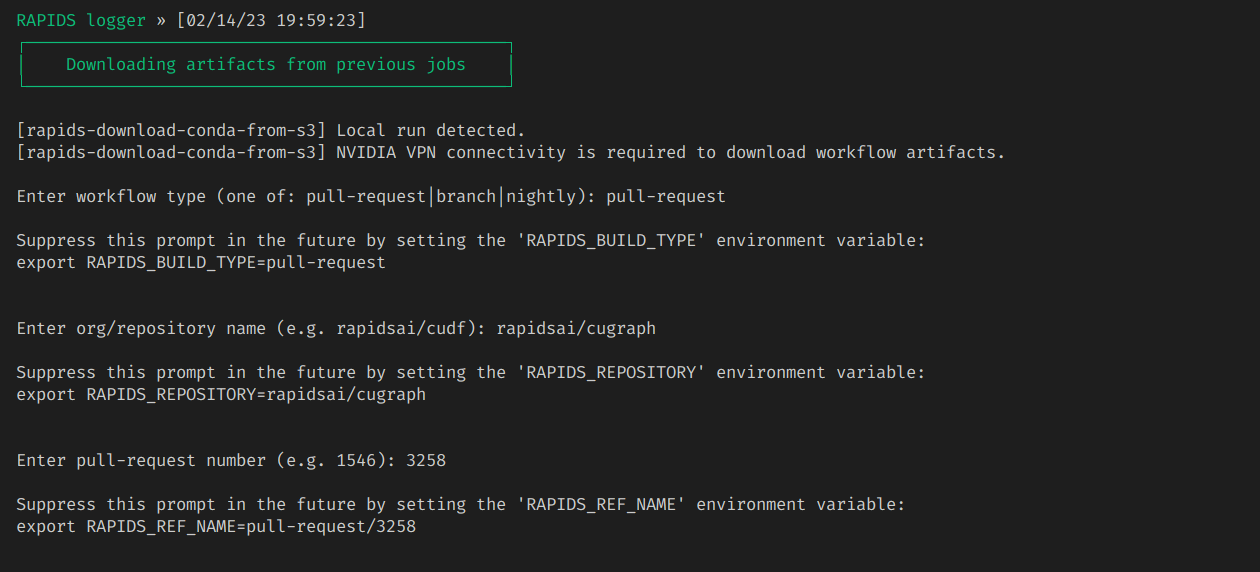 RAPIDS logger » [02/14/23 19:59:23]
Downloading artifacts from previous jobs
[rapids-download-conda-from-s3] Local run detected.
[rapids-download-conda-from-s3] NVIDIA VPN connectivity is required to download workflow artifacts.
Enter workflow type (one of: pull-request|branch|nightly): pull-request
Suppress this prompt in the future by setting the 'RAPIDS_BUILD_TYPE' environment variable:
export RAPIDS_BUILD_TYPE=pull-request
Enter org/repository name (e.g. rapidsai/cudf): rapidsai/cugraph
Suppress this prompt in the future by setting the 'RAPIDS_REPOSITORY' environment variable:
export RAPIDS_REPOSITORY=rapidsai/cugraph
Enter pull-request number (e.g. 1546): 3258
Suppress this prompt in the future by setting the 'RAPIDS_REF_NAME' environment variable:
export RAPIDS_REF_NAME=pull-request/3258